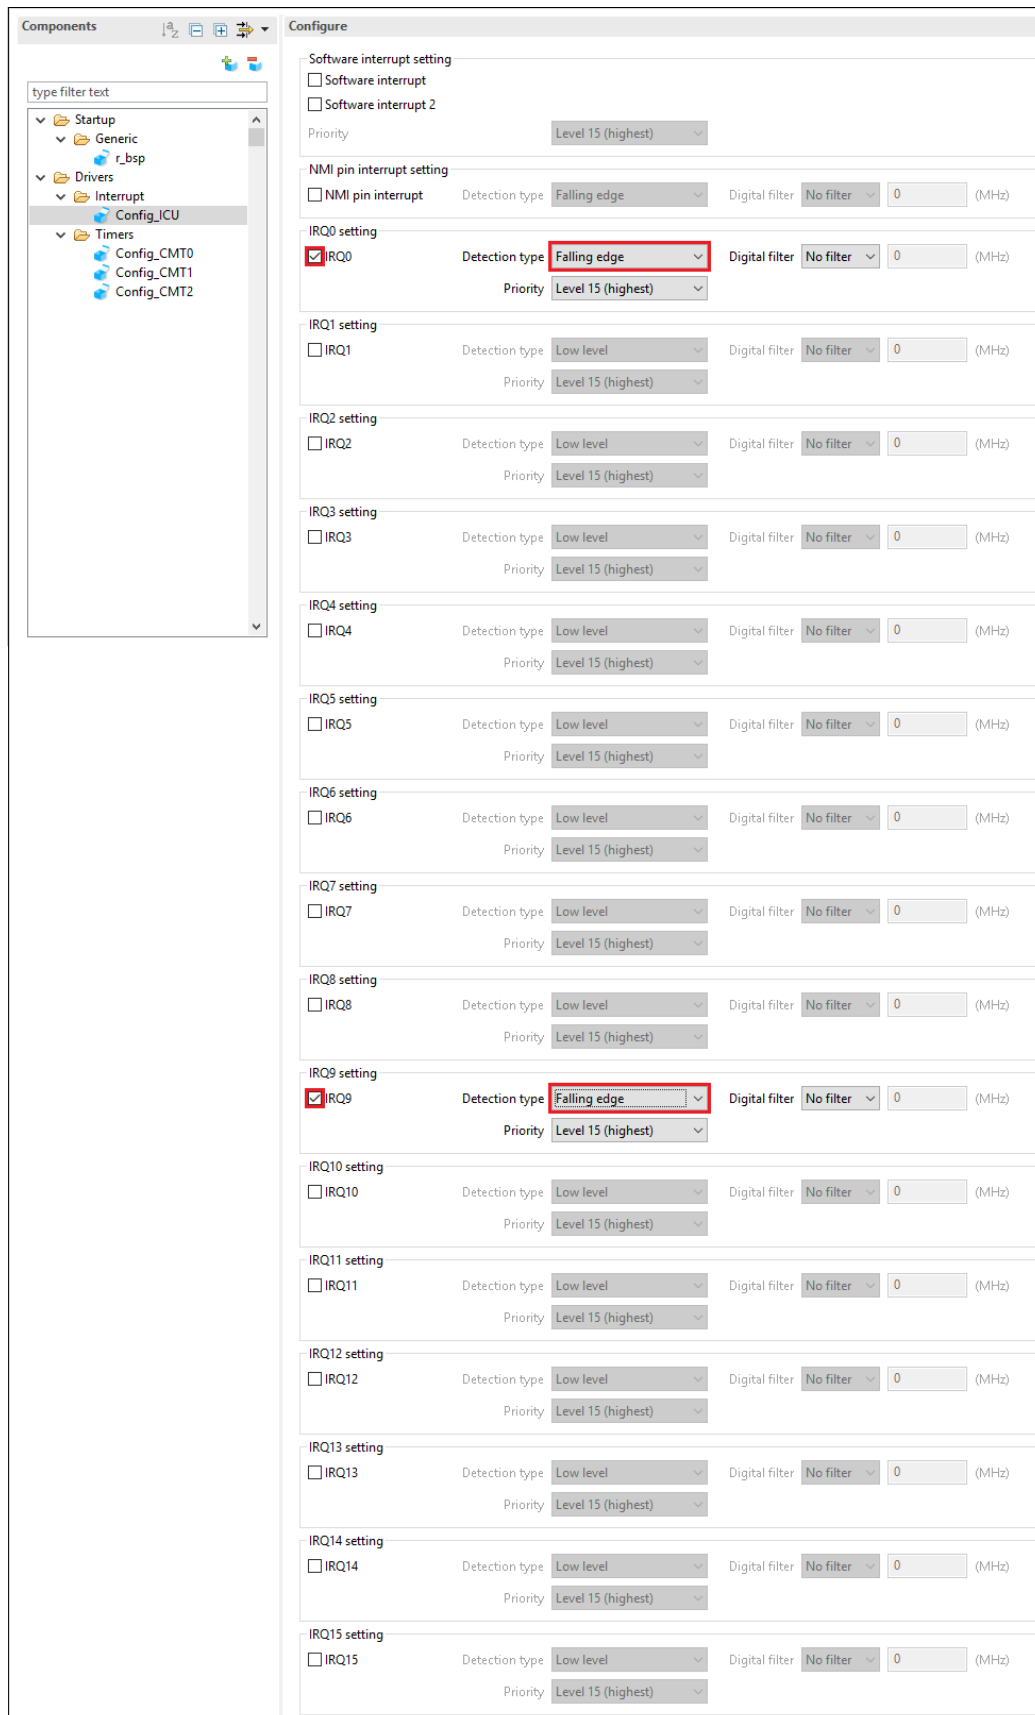 Components
type filter text
Startup
Generic
r_bsp
Drivers
Interrupt
Config_ICU
Timers
Config_CMT0
Config_CMT1
Config_CMT2
Configure
Software interrupt setting
Software interrupt
Software interrupt 2
Priority Level 15 (highest)
NMI pin interrupt setting
NMI pin interrupt Detection type Falling edge Digital filter No filter 0 (MHz)
IRQ0 setting
IRQ0 Detection type Falling edge Digital filter No filter 0 (MHz)
Priority Level 15 (highest)
IRQ1 setting
IRQ1 Detection type Low level Digital filter No filter 0 (MHz)
Priority Level 15 (highest)
IRQ2 setting
IRQ2 Detection type Low level Digital filter No filter 0 (MHz)
Priority Level 15 (highest)
IRQ3 setting
IRQ3 Detection type Low level Digital filter No filter 0 (MHz)
Priority Level 15 (highest)
IRQ4 setting
IRQ4 Detection type Low level Digital filter No filter 0 (MHz)
Priority Level 15 (highest)
IRQ5 setting
IRQ5 Detection type Low level Digital filter No filter 0 (MHz)
Priority Level 15 (highest)
IRQ6 setting
IRQ6 Detection type Low level Digital filter No filter 0 (MHz)
Priority Level 15 (highest)
IRQ7 setting
IRQ7 Detection type Low level Digital filter No filter 0 (MHz)
Priority Level 15 (highest)
IRQ8 setting
IRQ8 Detection type Low level Digital filter No filter 0 (MHz)
Priority Level 15 (highest)
IRQ9 setting
IRQ9 Detection type Falling edge Digital filter No filter 0 (MHz)
Priority Level 15 (highest)
IRQ10 setting
IRQ10 Detection type Low level Digital filter No filter 0 (MHz)
Priority Level 15 (highest)
IRQ11 setting
IRQ11 Detection type Low level Digital filter No filter 0 (MHz)
Priority Level 15 (highest)
IRQ12 setting
IRQ12 Detection type Low level Digital filter No filter 0 (MHz)
Priority Level 15 (highest)
IRQ13 setting
IRQ13 Detection type Low level Digital filter No filter 0 (MHz)
Priority Level 15 (highest)
IRQ14 setting
IRQ14 Detection type Low level Digital filter No filter 0 (MHz)
Priority Level 15 (highest)
IRQ15 setting
IRQ15 Detection type Low level Digital filter No filter 0 (MHz)
Priority Level 15 (highest)